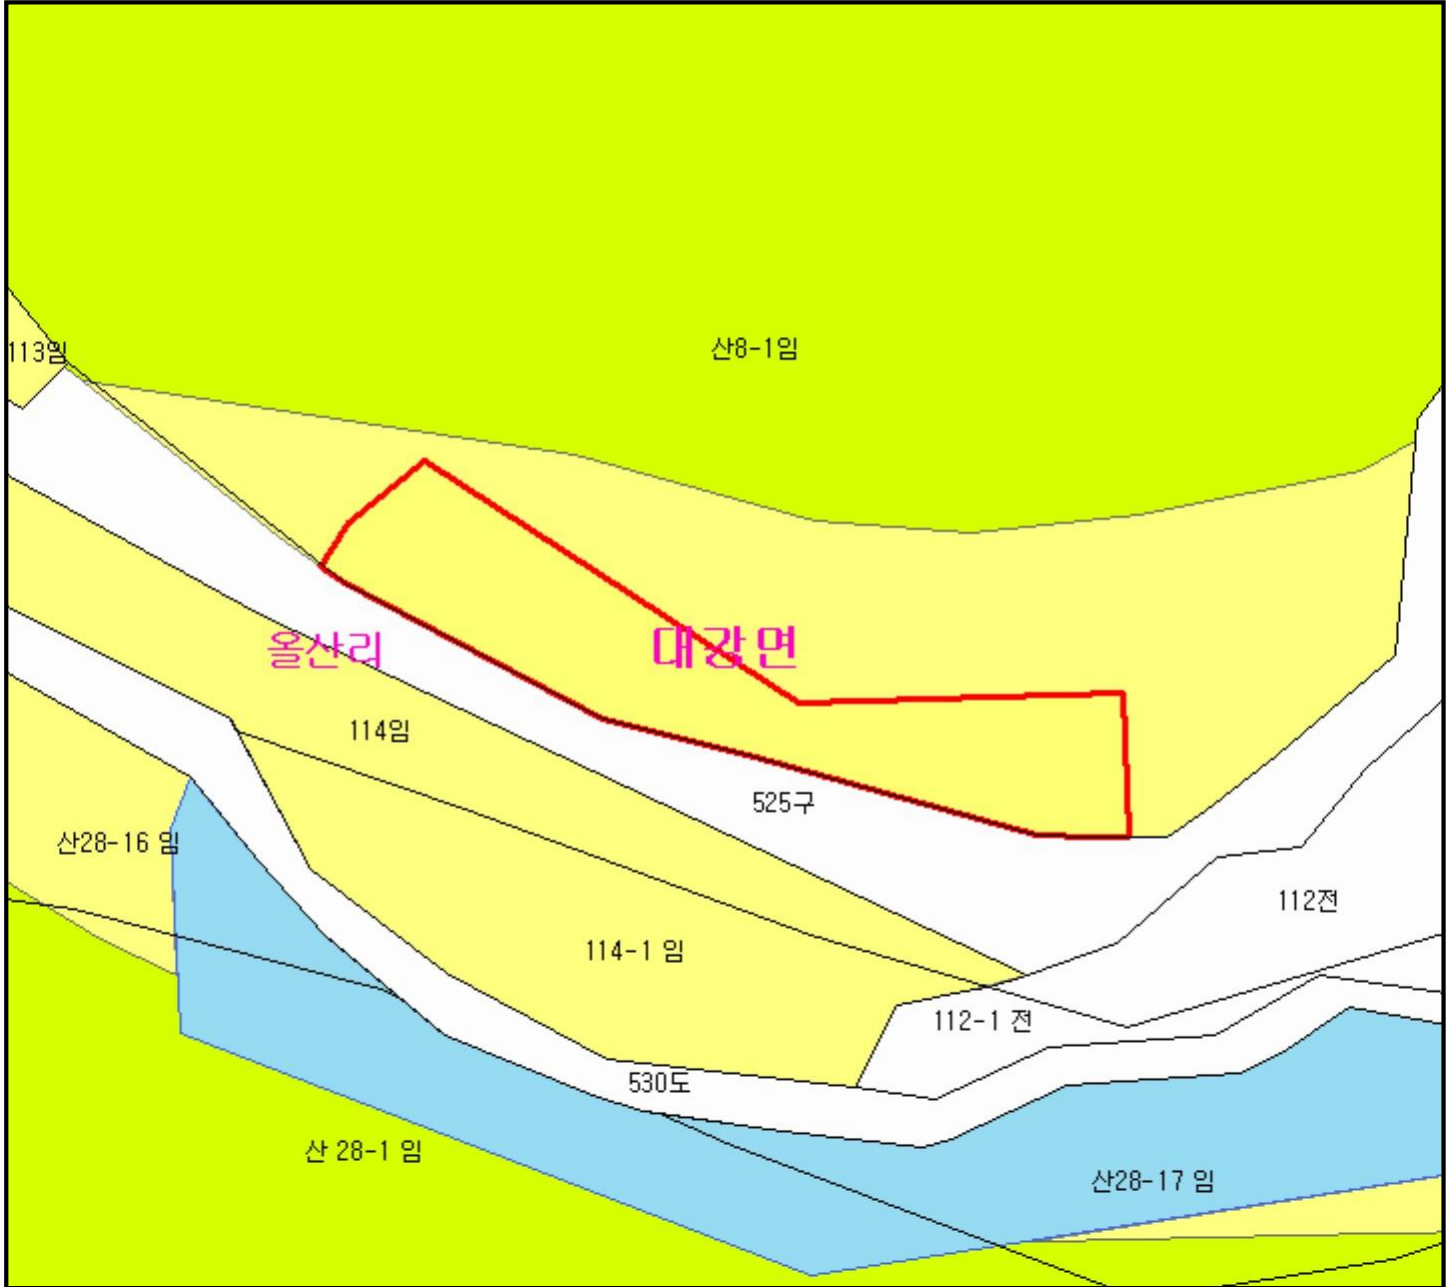 산8-1임
113임
올산리
대강면
114임
525구
산28-16 임
112전
114-1 임
112-1 전
530도
산 28-1 임
산28-17 임